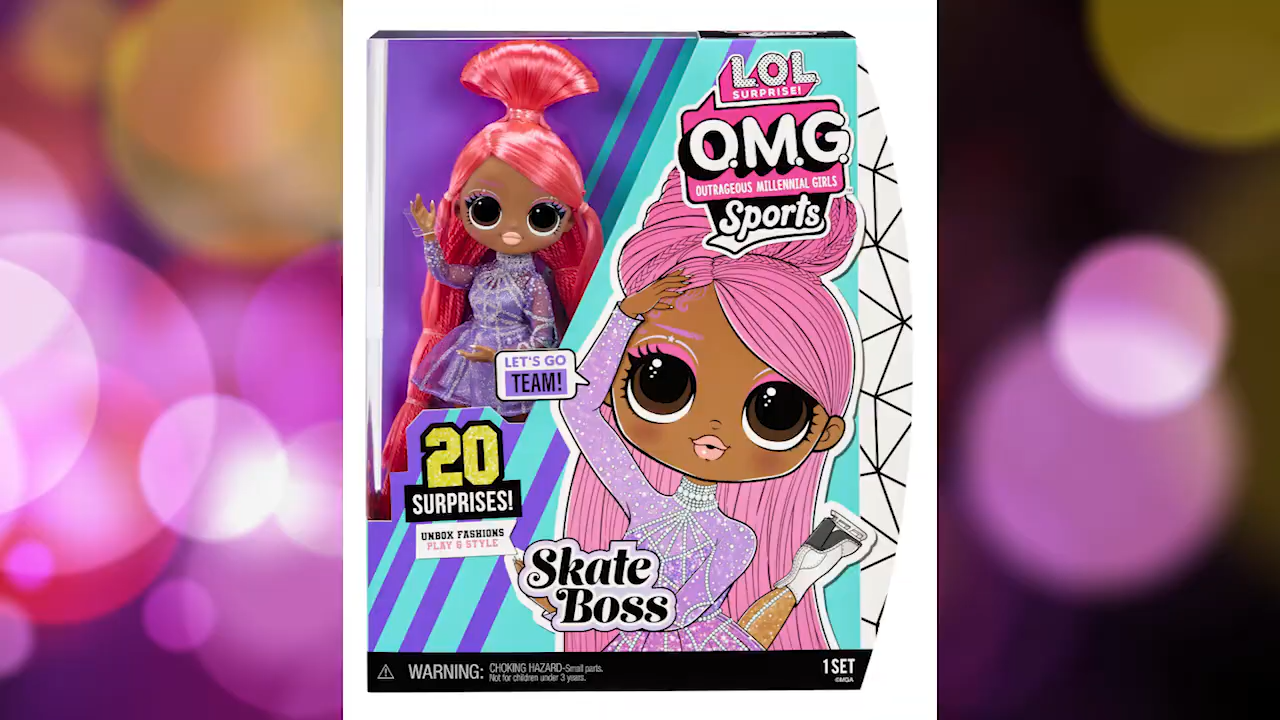 L.O.L.
SURPRISE!
O.M.G.
OUTRAGEOUS MILLENNIAL GIRLS
Sports
LET'S GO
TEAM!
20
SURPRISES!
UNBOX FASHIONS
PLAY & STYLE
Skate
Boss
WARNING: CHOKING HAZARD-Small parts.
Not for children under 3 years.
1 SET
©MGA